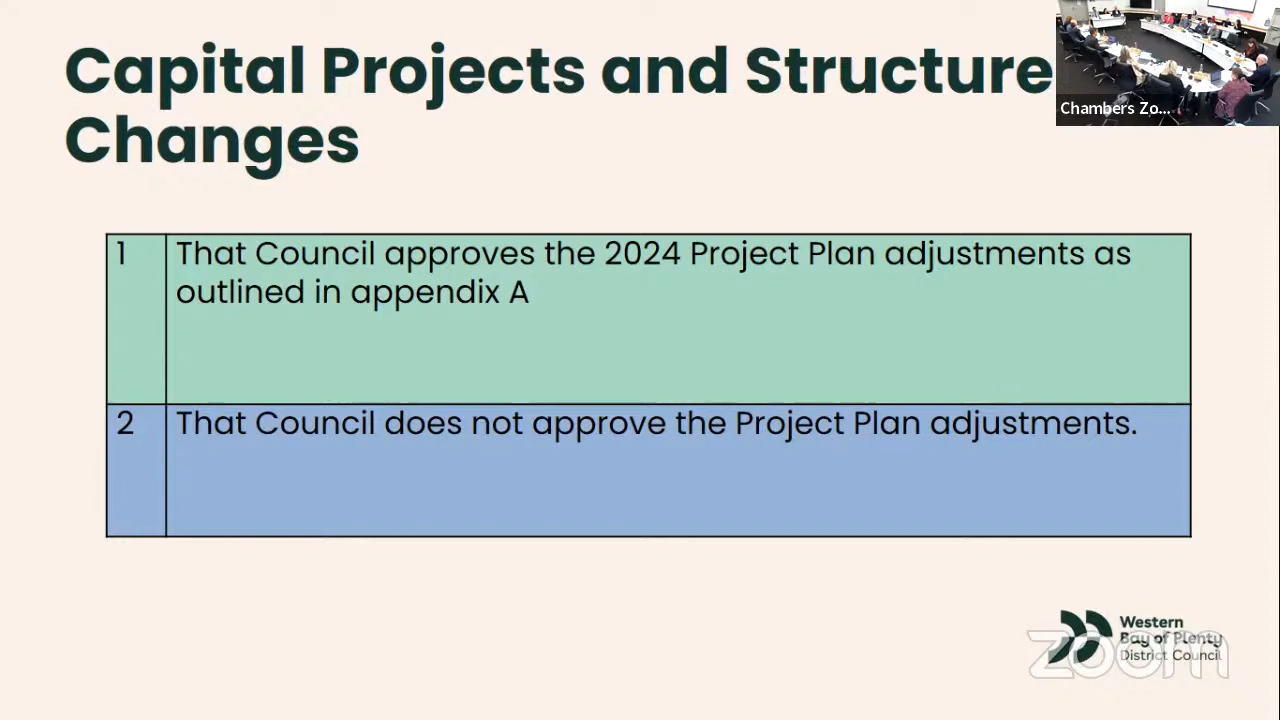 Capital Projects and Structure
Changes
Chambers Zo...
1
That Council approves the 2024 Project Plan adjustments as
outlined in appendix A
2
That Council does not approve the Project Plan adjustments.
Western
Bay of Plenty
District Council
zoom